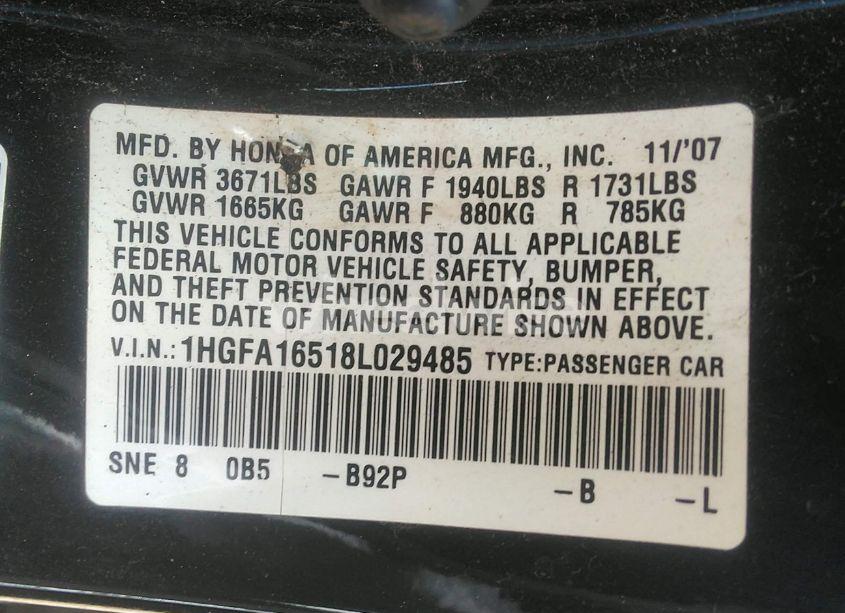 MFD. BY HONDA OF AMERICA MFG., INC. 11/'07
GVWR 3671LBS GAWR F 1940LBS R 1731LBS
GVWR 1665KG GAWR F 880KG R 785KG
THIS VEHICLE CONFORMS TO ALL APPLICABLE
FEDERAL MOTOR VEHICLE SAFETY, BUMPER,
AND THEFT PREVENTION STANDARDS IN EFFECT
ON THE DATE OF MANUFACTURE SHOWN ABOVE.
V.I.N.: 1HGFA16518L029485 TYPE:PASSENGER CAR
SNE 8 0B5 -B92P -B -L